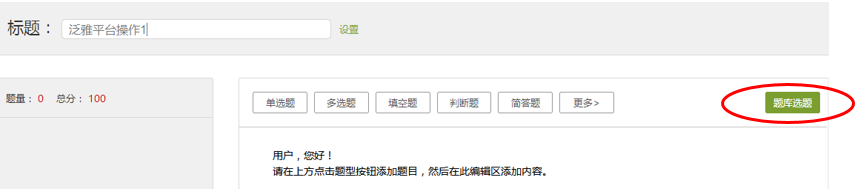 标题： 泛雅平台操作1 设置
题量：0 总分：100
单选题 多选题 填空题 判断题 简答题 更多> 题库选题
用户，您好！
请在上方点击题型按钮添加题目，然后在此编辑区添加内容。